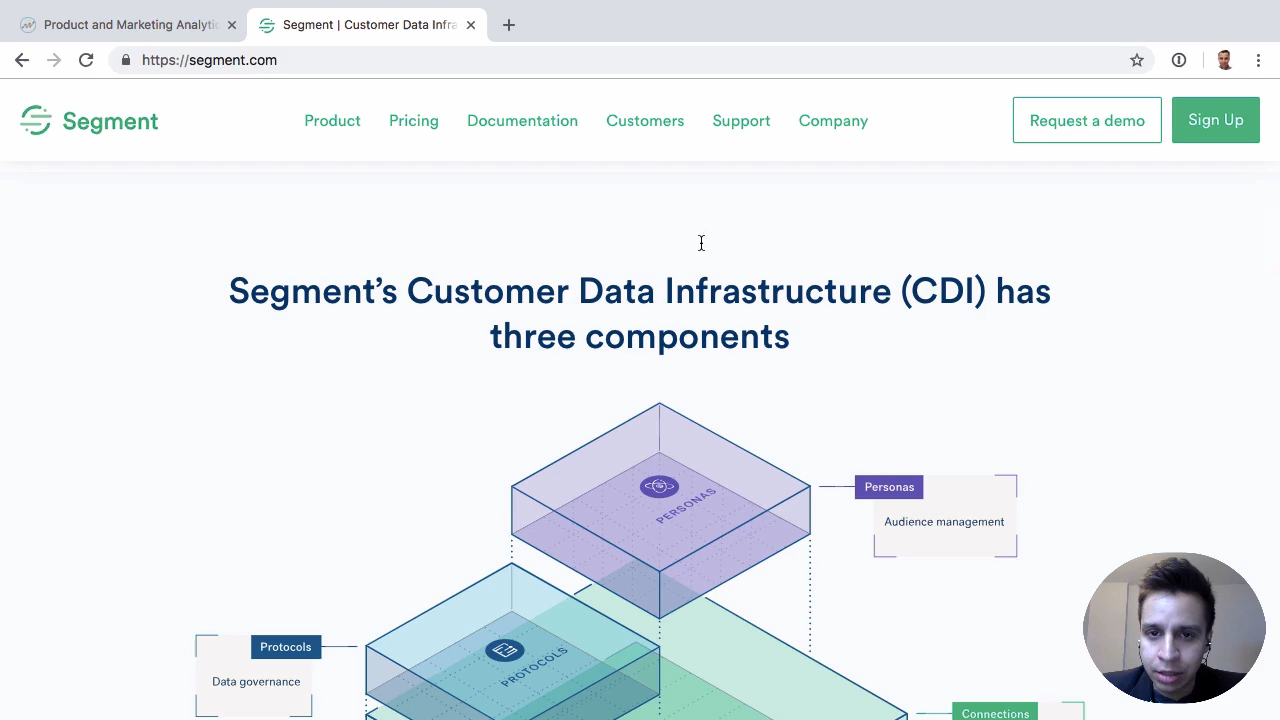 Product and Marketing Analytic
Segment | Customer Data Infra
https://segment.com
Segment
Product
Pricing
Documentation
Customers
Support
Company
Request a demo
Sign Up
Segment’s Customer Data Infrastructure (CDI) has
three components
PERSONAS
Personas
Audience management
PROTOCOLS
Protocols
Data governance
Connections